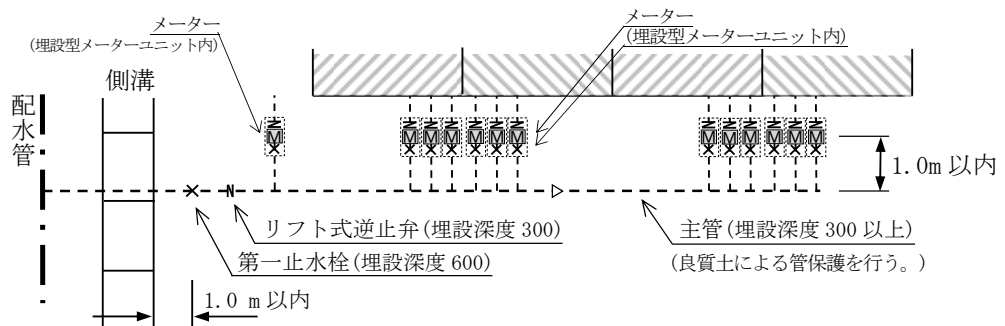 メーター
(埋設型メーターユニット内)
メーター
(埋設型メーターユニット内)
側溝
配水管
N
M
N
M
N
M
N
M
N
M
N
M
N
M
N
M
N
M
N
M
N
M
N
M
N
M
1.0m 以内
N
リフト式逆止弁(埋設深度 300)
主管(埋設深度 300 以上)
第一止水栓(埋設深度 600)
(良質土による管保護を行う。)
1.0 m 以内